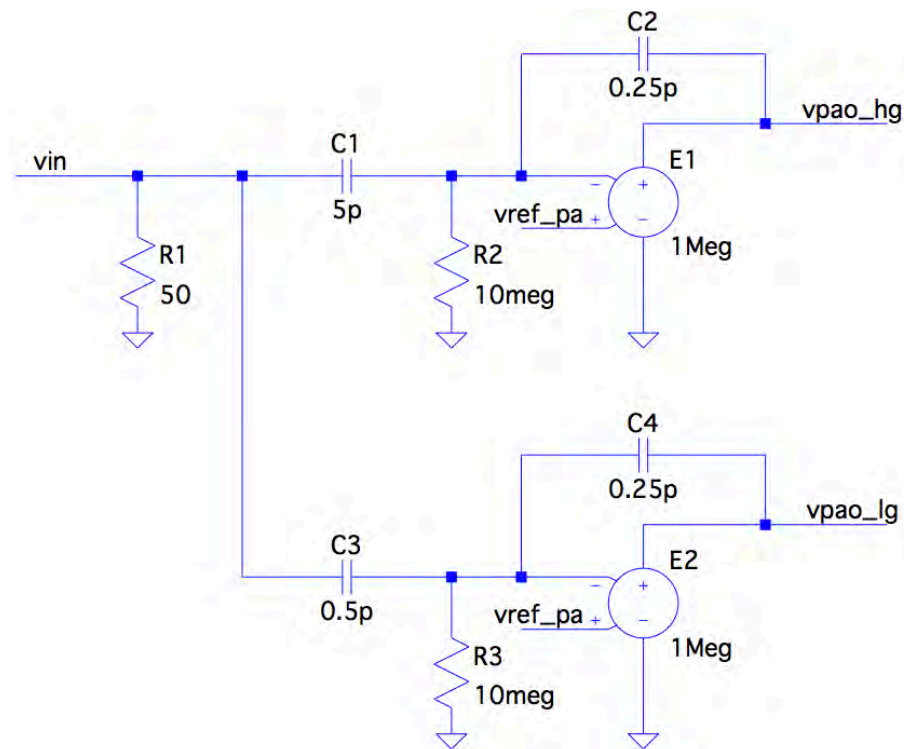 C2
0.25p
vpao_hg
C1
vin
E1
−
+
5p
vref_pa
+
−
R1
R2
1Meg
50
10meg
C4
0.25p
vpao_lg
C3
E2
−
+
0.5p
vref_pa
+
−
R3
1Meg
10meg